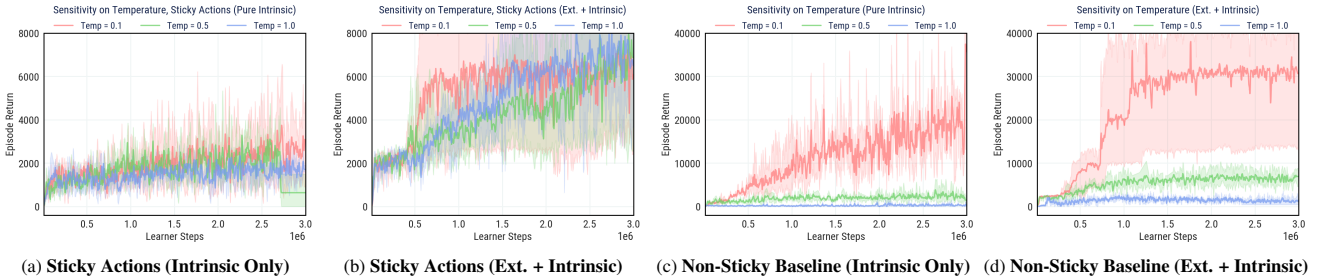 Sensitivity on Temperature, Sticky Actions (Pure Intrinsic)
Temp = 0.1 Temp = 0.5 Temp = 1.0
8000
6000
4000
2000
0
Episode Return
0.5 1.0 1.5 2.0 2.5 3.0
Learner Steps 1e6
(a) Sticky Actions (Intrinsic Only)
Sensitivity on Temperature, Sticky Actions (Ext. + Intrinsic)
Temp = 0.1 Temp = 0.5 Temp = 1.0
8000
6000
4000
2000
0
Episode Return
0.5 1.0 1.5 2.0 2.5 3.0
Learner Steps 1e6
(b) Sticky Actions (Ext. + Intrinsic)
Sensitivity on Temperature (Pure Intrinsic)
Temp = 0.1 Temp = 0.5 Temp = 1.0
40000
30000
20000
10000
0
Episode Return
0.5 1.0 1.5 2.0 2.5 3.0
Learner Steps 1e6
(c) Non-Sticky Baseline (Intrinsic Only)
Sensitivity on Temperature (Ext. + Intrinsic)
Temp = 0.1 Temp = 0.5 Temp = 1.0
40000
30000
20000
10000
0
Episode Return
0.5 1.0 1.5 2.0 2.5 3.0
Learner Steps 1e6
(d) Non-Sticky Baseline (Ext. + Intrinsic)